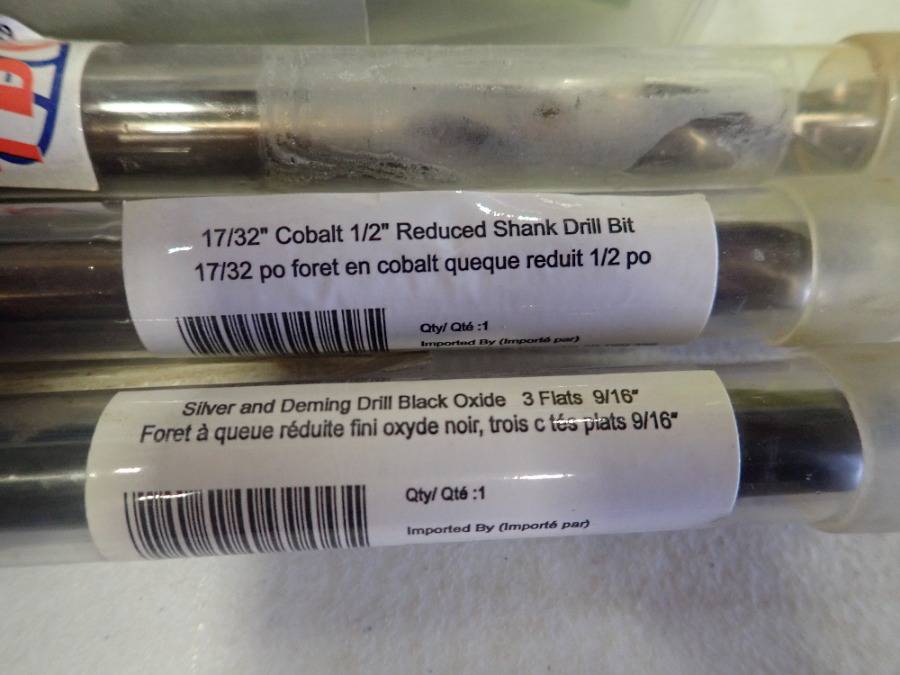 17/32" Cobalt 1/2" Reduced Shank Drill Bit
17/32 po foret en cobalt queque reduit 1/2 po
Qty/ Qté :1
Imported By (Importé par)
Silver and Deming Drill Black Oxide 3 Flats 9/16"
Foret à queue réduite fini oxyde noir, trois c tés plats 9/16"
Qty/ Qté :1
Imported By (Importé par)